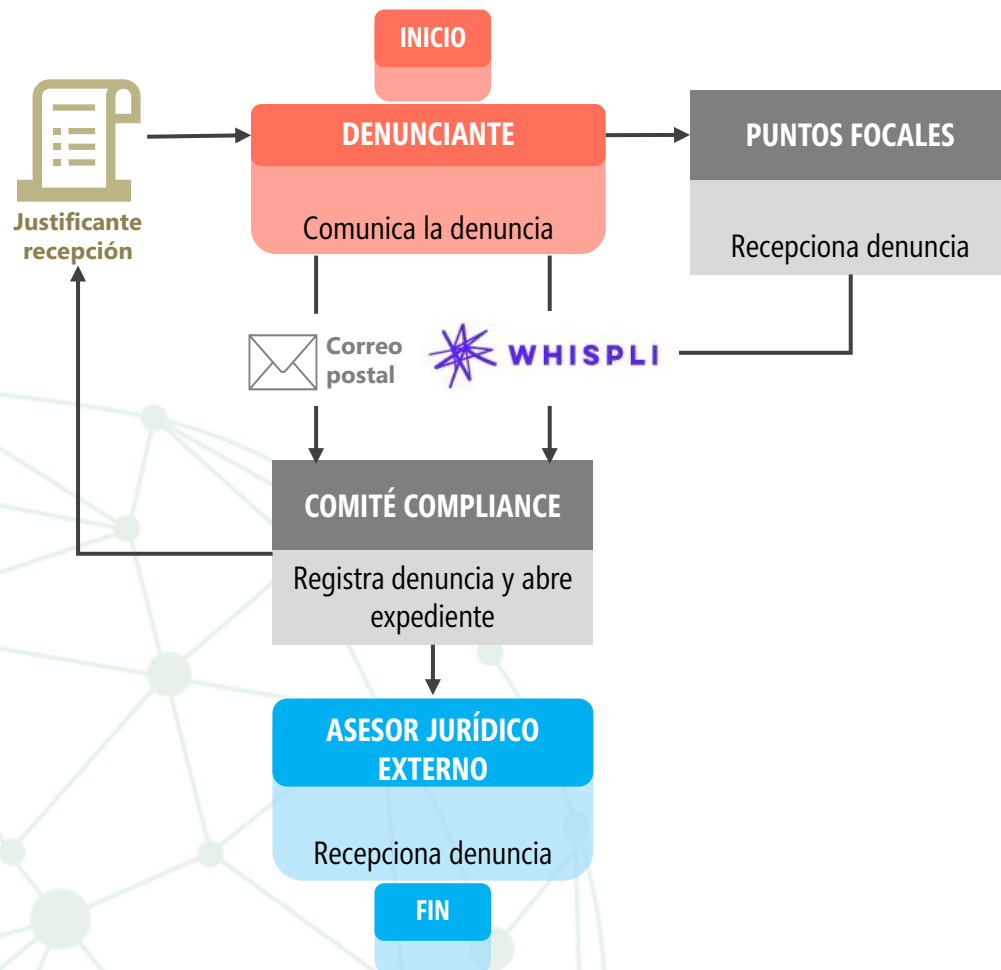 INICIO
DENUNCIANTE
Comunica la denuncia
PUNTOS FOCALES
Recepciona denuncia
Justificante
recepción
Correo
postal
WHISPLI
COMITÉ COMPLIANCE
Registra denuncia y abre
expediente
ASESOR JURÍDICO
EXTERNO
Recepciona denuncia
FIN